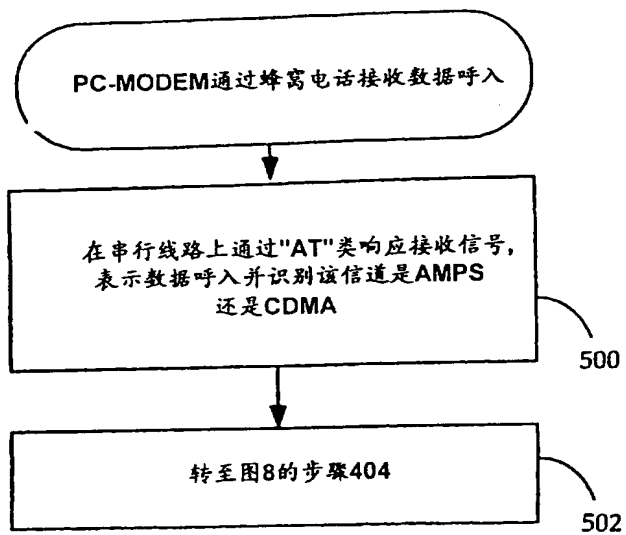 PC-MODEM通过蜂窝电话接收数据呼入
在串行线路上通过"AT"类响应接收信号,
表示数据呼入并识别该信道是AMPS
还是CDMA
500
转至图8的步骤404
502